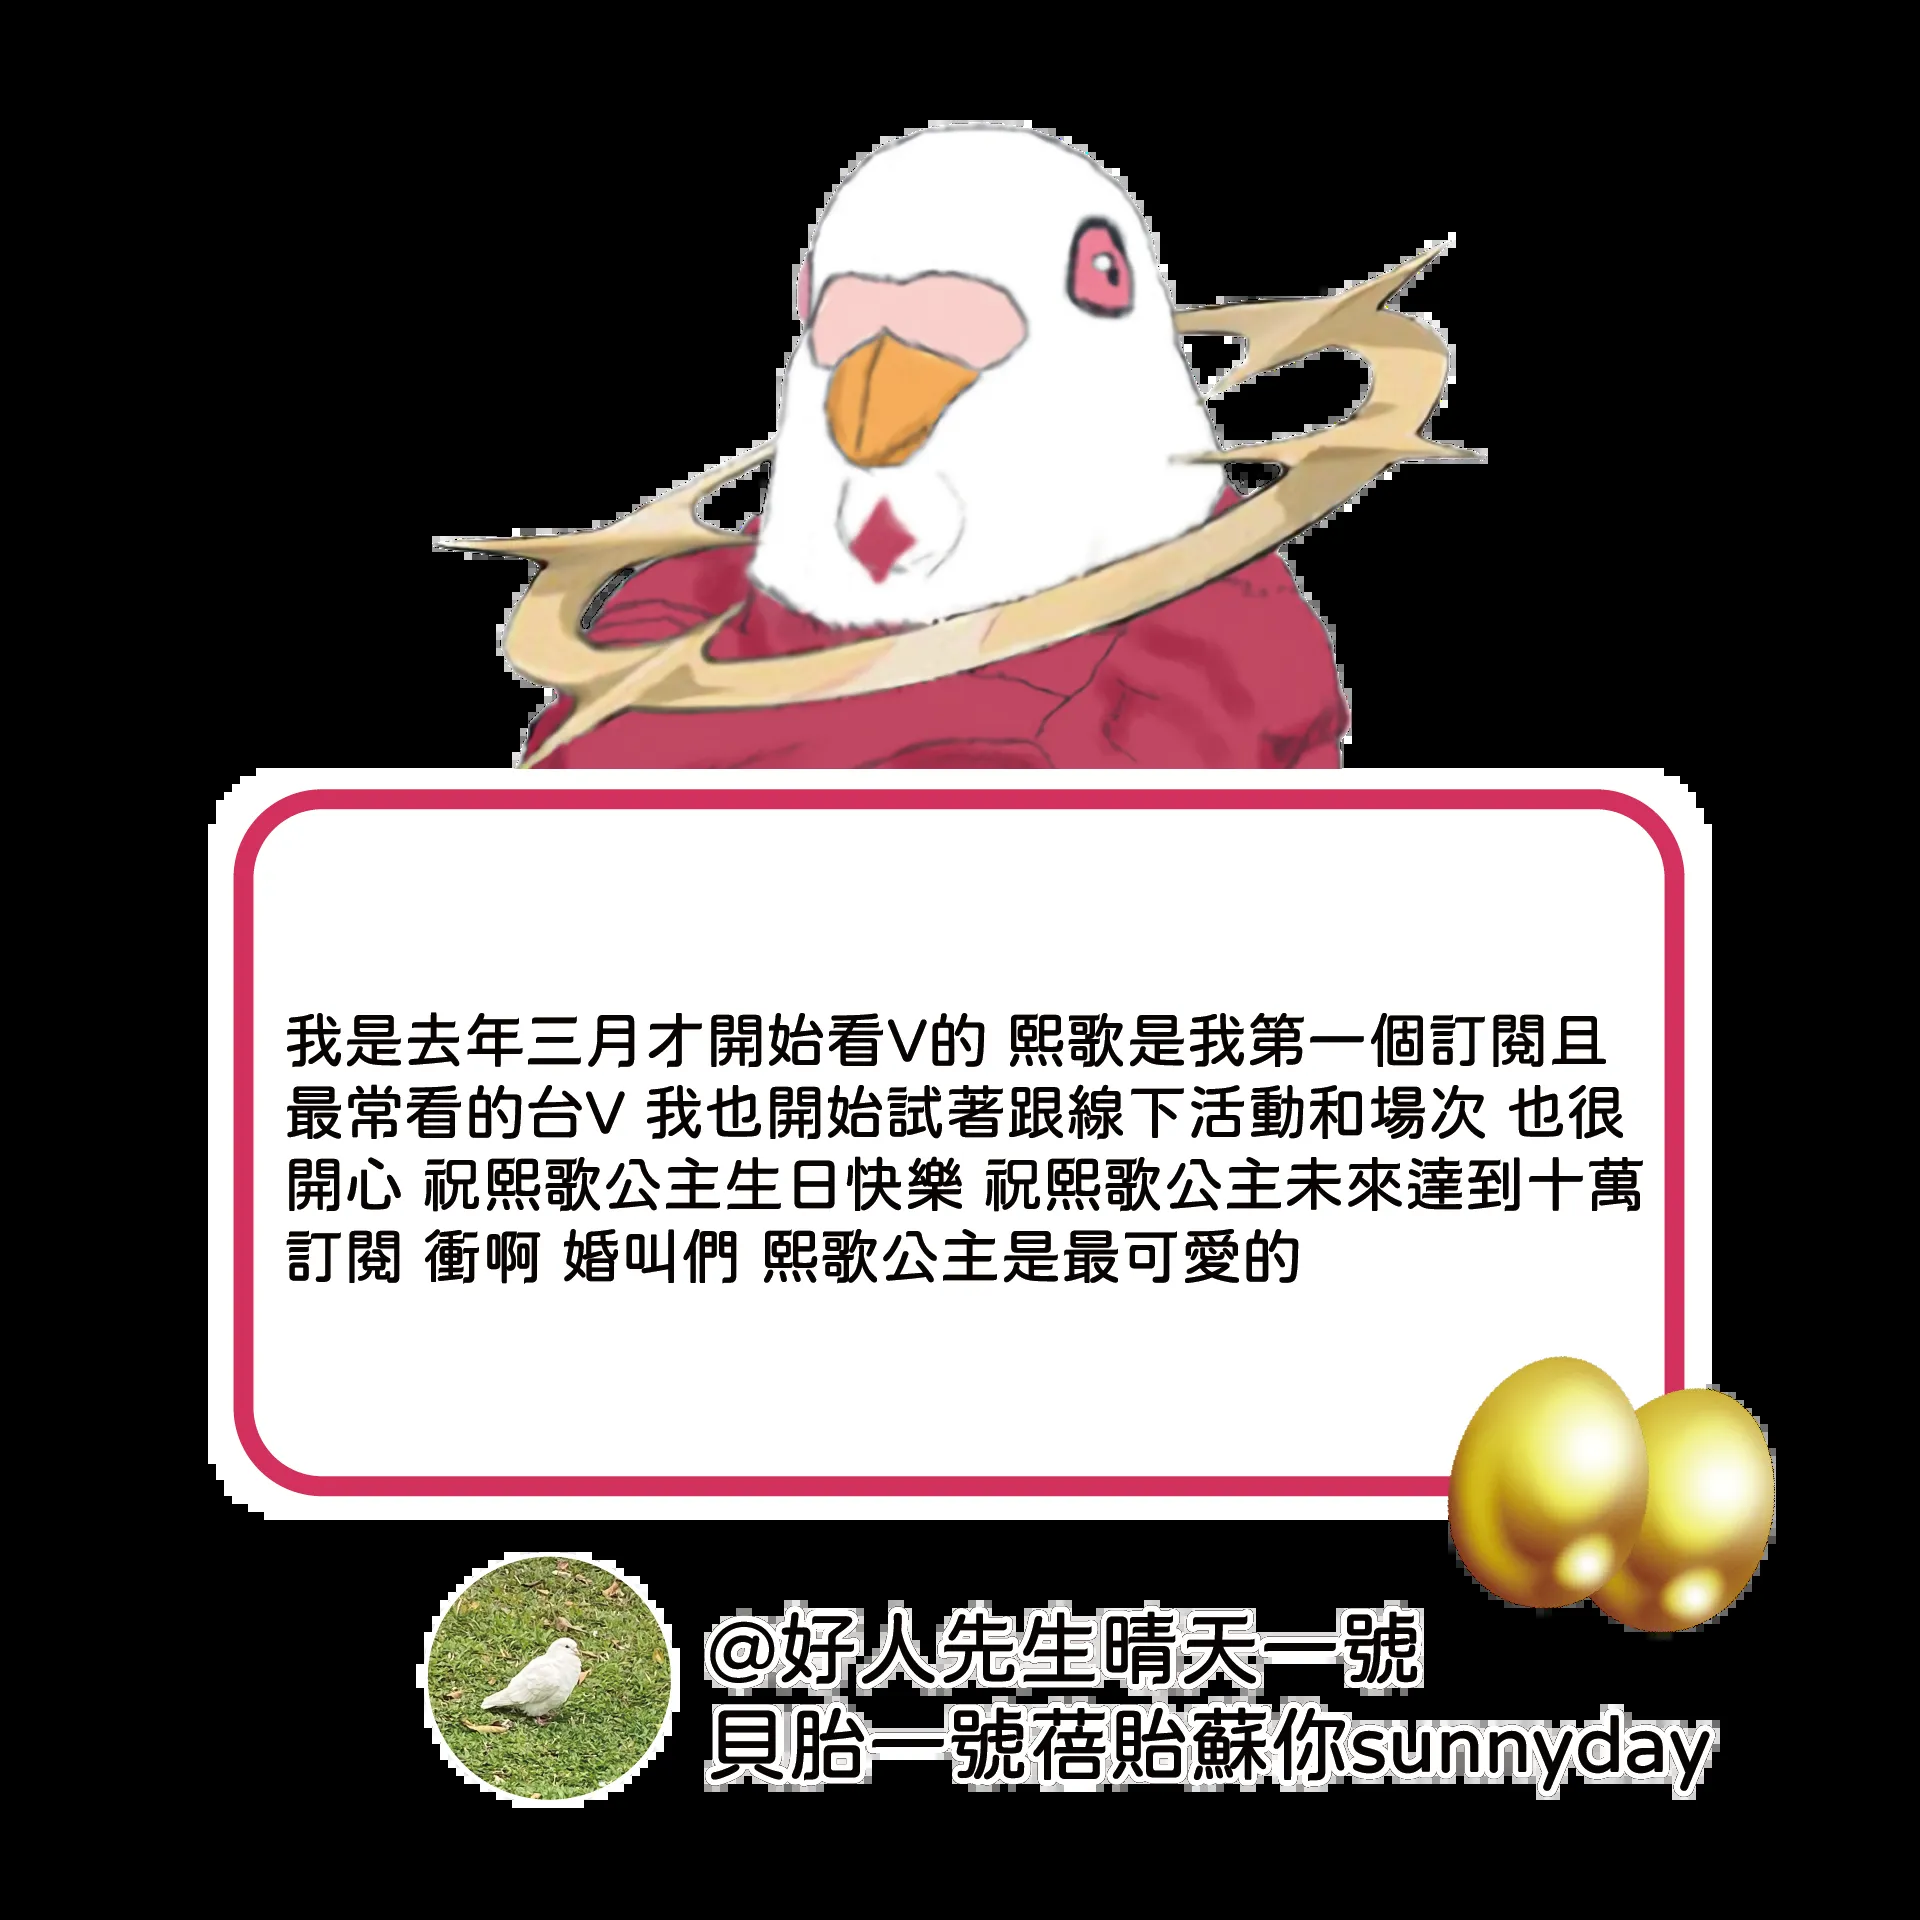 我是去年三月才開始看V的 熙歌是我第一個訂閱且
最常看的台V 我也開始試著跟線下活動和場次 也很
開心 祝熙歌公主生日快樂 祝熙歌公主未來達到十萬
訂閱 衝啊 婚叫們 熙歌公主是最可愛的
@好人先生晴天一號
貝胎一號蓓貽蘇你sunnyday